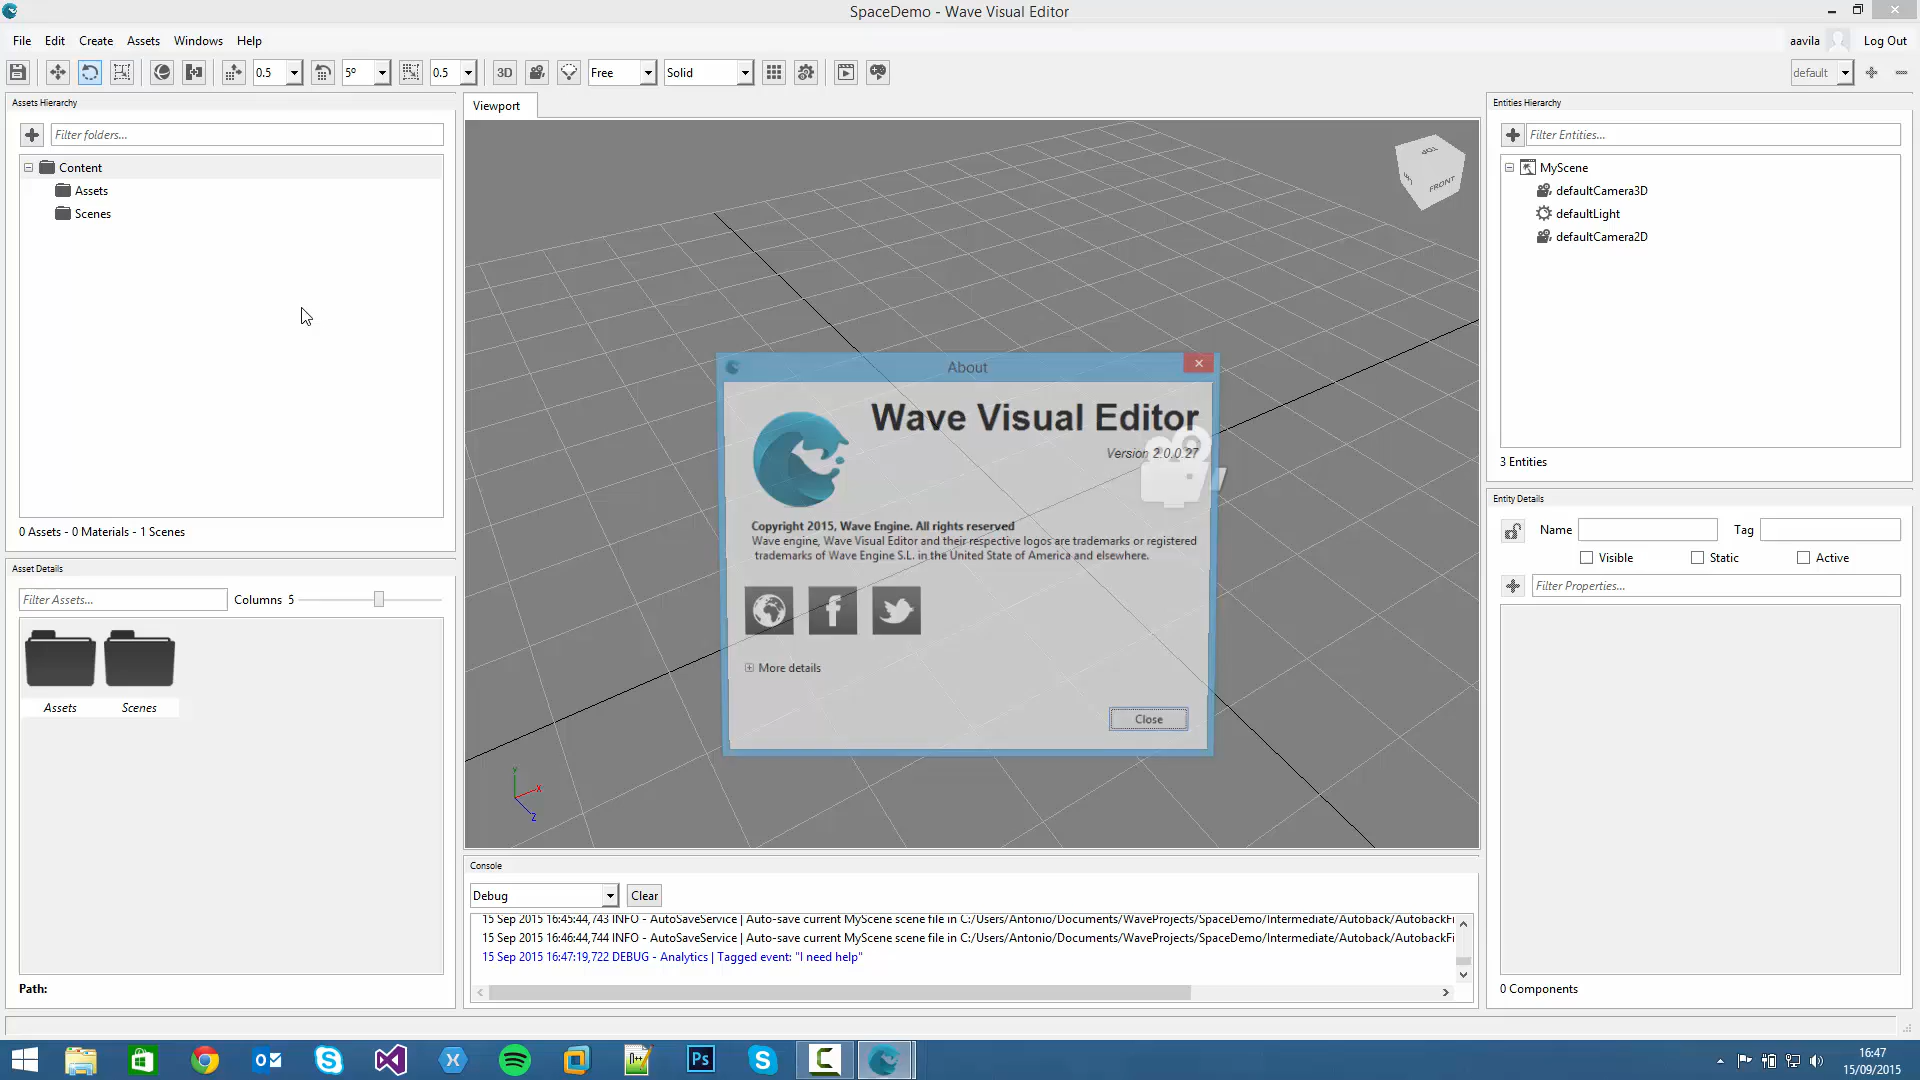 SpaceDemo - Wave Visual Editor
File Edit Create Assets Windows Help
aavila Log Out
0.5 5º 0.5 3D Free Solid default
Assets Hierarchy
Filter folders...
Content
Assets
Scenes
0 Assets - 0 Materials - 1 Scenes
Asset Details
Filter Assets... Columns 5
Assets Scenes
Path:
Viewport
TOP
FRONT
About
Wave Visual Editor
Version 2.0.0.27
Copyright 2015, Wave Engine. All rights reserved
Wave engine, Wave Visual Editor and their respective logos are trademarks or registered
trademarks of Wave Engine S.L. in the United State of America and elsewhere.
More details
Close
Y
X
Z
Console
Debug Clear
15 Sep 2015 16:45:44,743 INFO - AutoSaveService | Auto-save current MyScene scene file in C:/Users/Antonio/Documents/WaveProjects/SpaceDemo/Intermediate/Autoback/AutobackFi
15 Sep 2015 16:46:44,744 INFO - AutoSaveService | Auto-save current MyScene scene file in C:/Users/Antonio/Documents/WaveProjects/SpaceDemo/Intermediate/Autoback/AutobackFi
15 Sep 2015 16:47:19,722 DEBUG - Analytics | Tagged event: "I need help"
Entities Hierarchy
Filter Entities...
MyScene
defaultCamera3D
defaultLight
defaultCamera2D
3 Entities
Entity Details
Name Tag
Visible Static Active
Filter Properties...
0 Components
16:47
15/09/2015